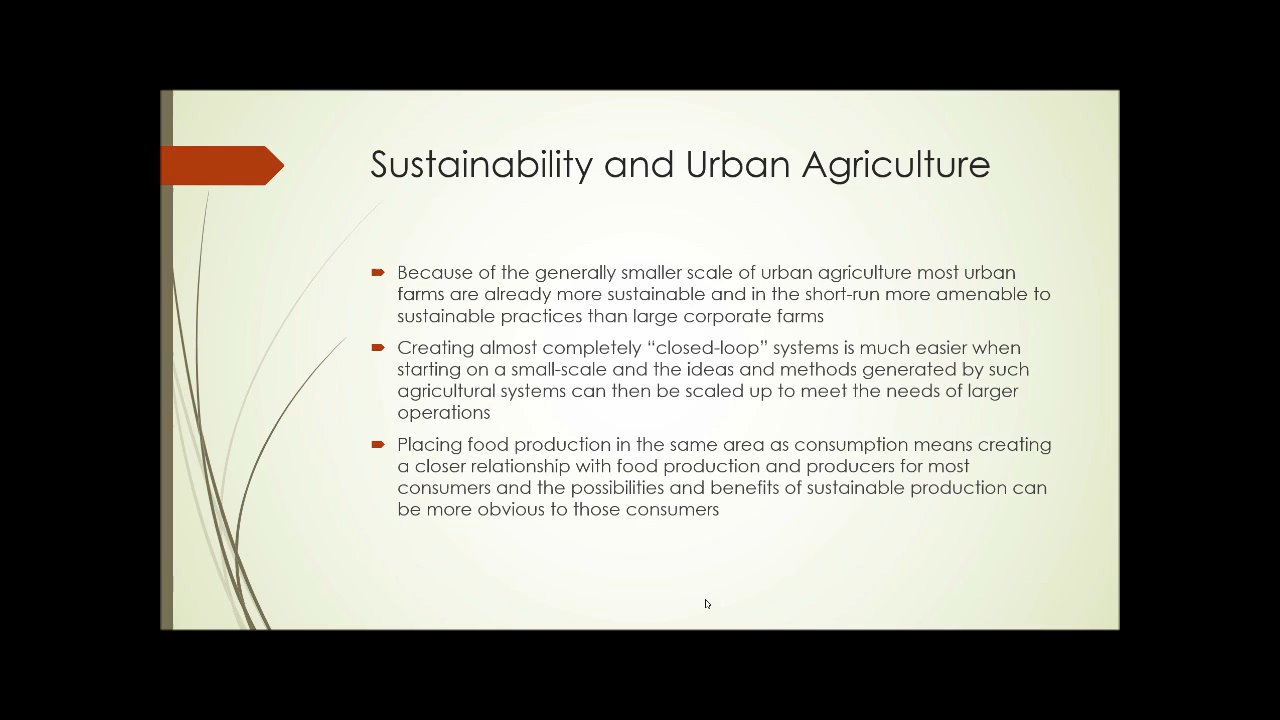 Sustainability and Urban Agriculture
Because of the generally smaller scale of urban agriculture most urban
farms are already more sustainable and in the short-run more amenable to
sustainable practices than large corporate farms
Creating almost completely “closed-loop” systems is much easier when
starting on a small-scale and the ideas and methods generated by such
agricultural systems can then be scaled up to meet the needs of larger
operations
Placing food production in the same area as consumption means creating
a closer relationship with food production and producers for most
consumers and the possibilities and benefits of sustainable production can
be more obvious to those consumers